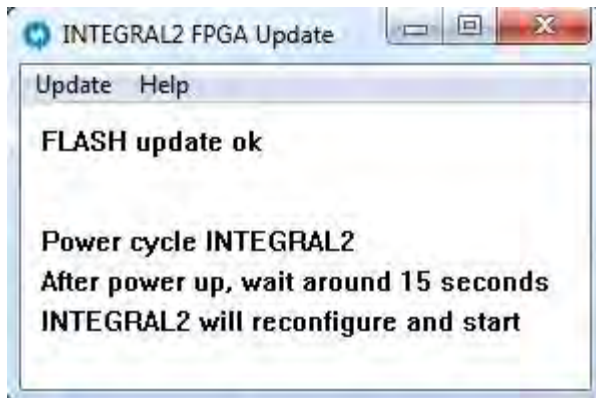 INTEGRAL2 FPGA Update
Update Help
FLASH update ok
Power cycle INTEGRAL2
After power up, wait around 15 seconds
INTEGRAL2 will reconfigure and start